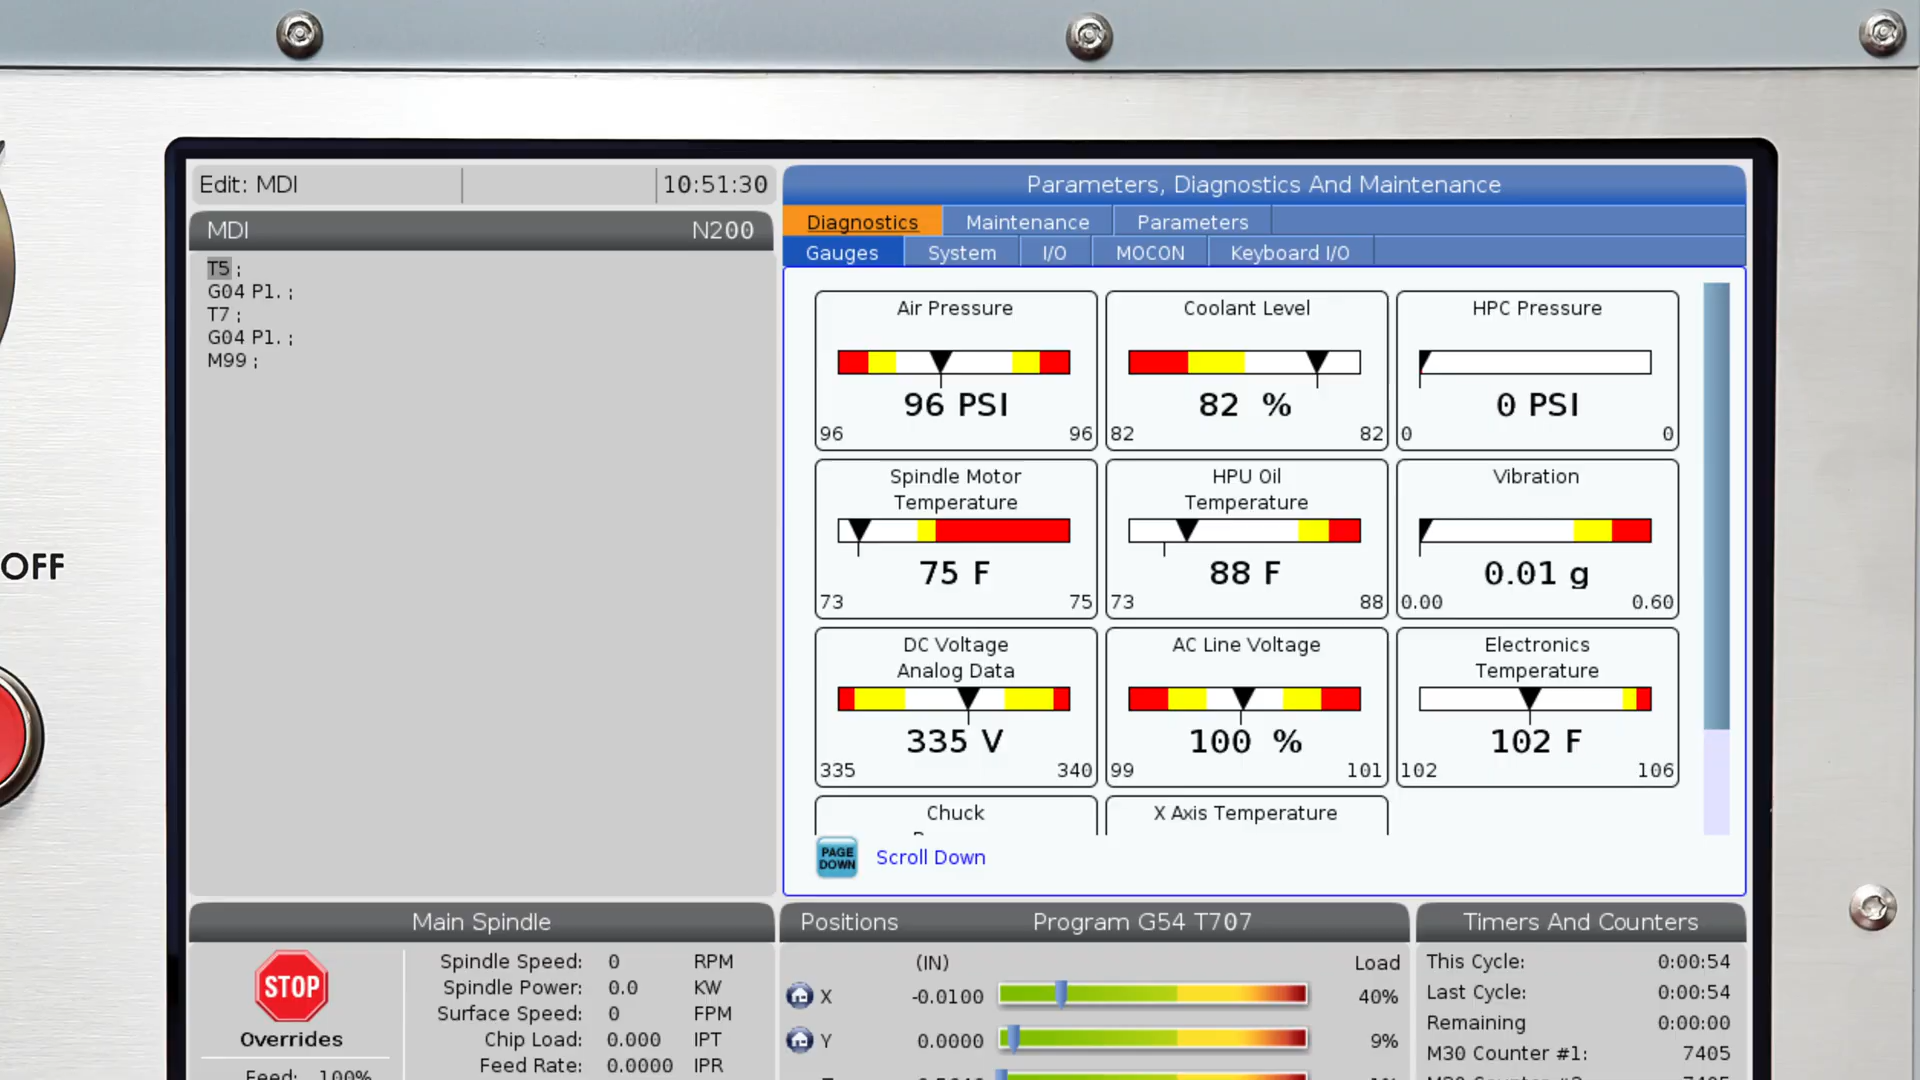 OFF
Edit: MDI
10:51:30
MDI N200
T5 ;
G04 P1. ;
T7 ;
G04 P1. ;
M99 ;
Parameters, Diagnostics And Maintenance
Diagnostics Maintenance Parameters
Gauges System I/O MOCON Keyboard I/O
Air Pressure
96 PSI
96 96
Coolant Level
82 %
82 82
HPC Pressure
0 PSI
0 0
Spindle Motor
Temperature
75 F
73 75
HPU Oil
Temperature
88 F
73 88
Vibration
0.01 g
0.00 0.60
DC Voltage
Analog Data
335 V
335 340
AC Line Voltage
100 %
99 101
Electronics
Temperature
102 F
102 106
Chuck
X Axis Temperature
PAGE
DOWN
Scroll Down
Main Spindle
STOP
Overrides
Feed: 100%
Spindle Speed: 0 RPM
Spindle Power: 0.0 KW
Surface Speed: 0 FPM
Chip Load: 0.000 IPT
Feed Rate: 0.0000 IPR
Positions Program G54 T707
(IN) Load
X -0.0100 40%
Y 0.0000 9%
Timers And Counters
This Cycle: 0:00:54
Last Cycle: 0:00:54
Remaining 0:00:00
M30 Counter #1: 7405